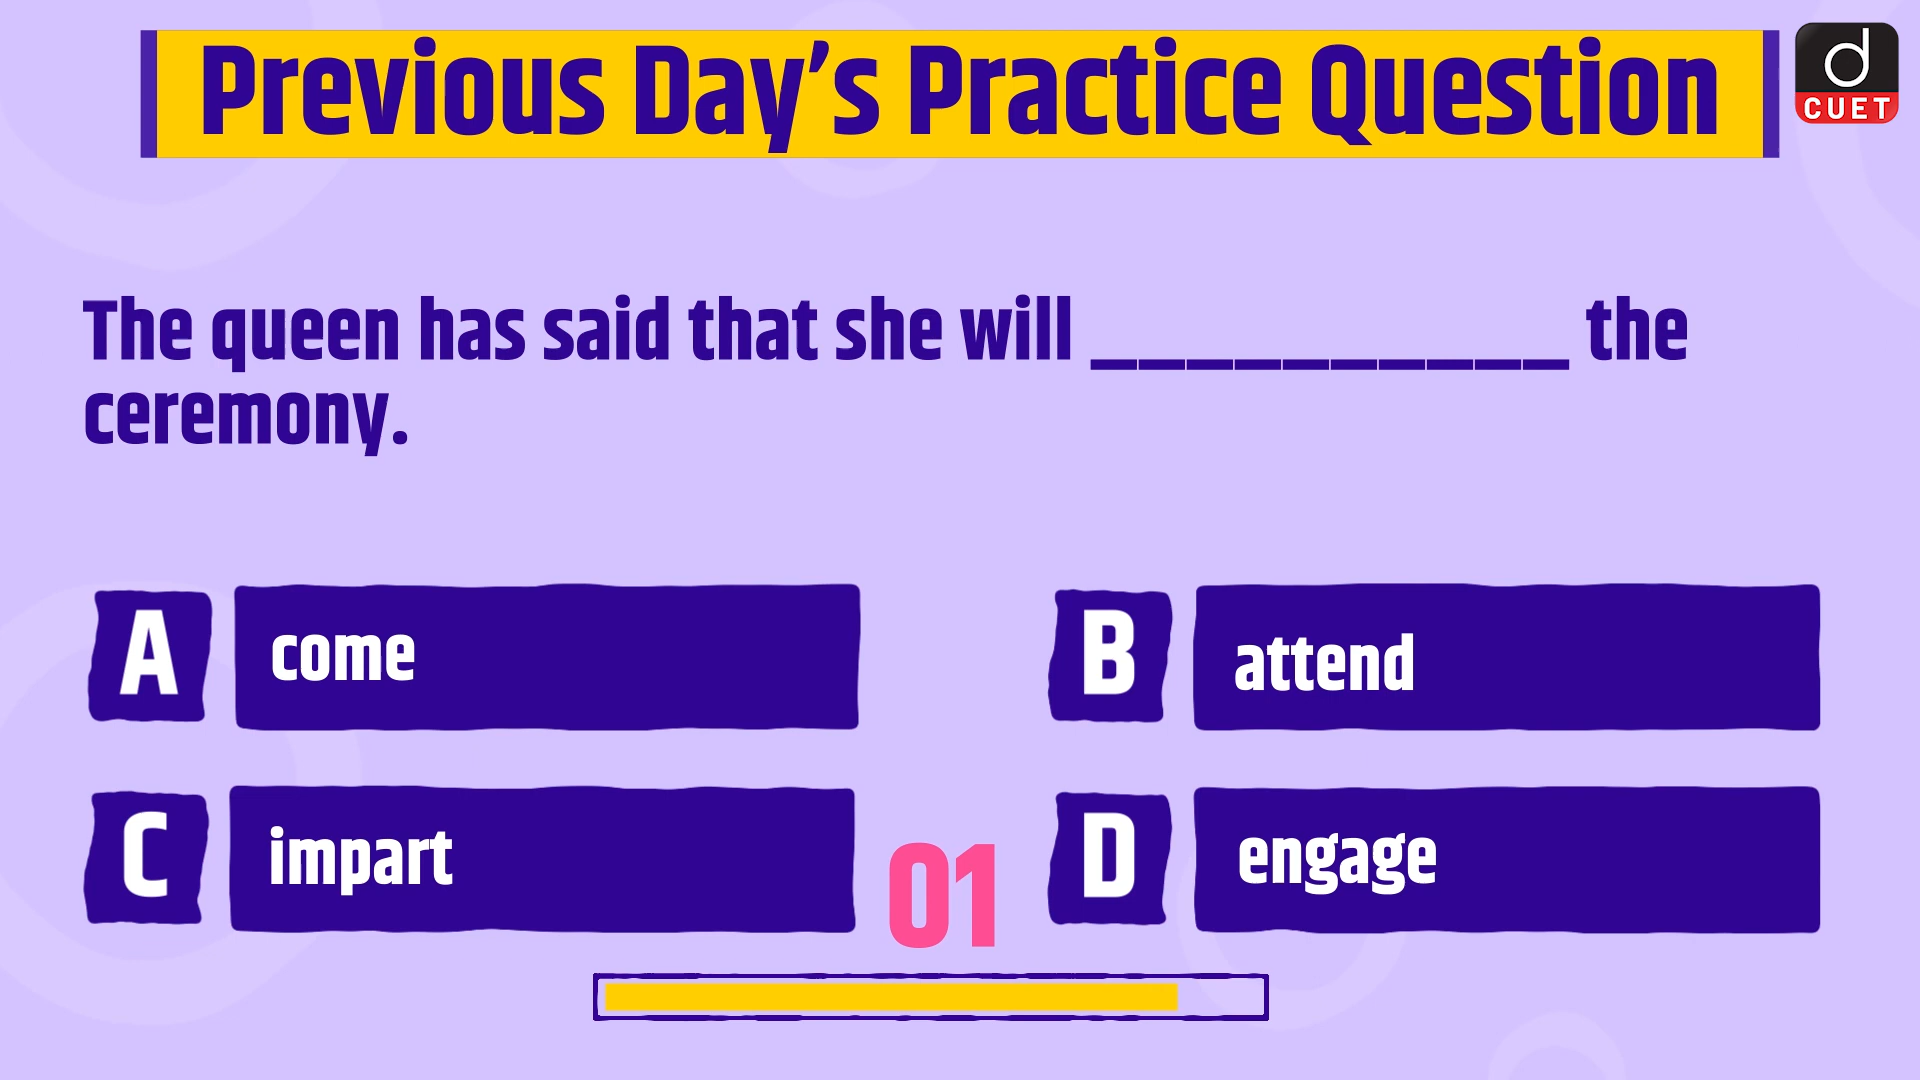 Previous Day’s Practice Question
d
CUET
The queen has said that she will __________ the
ceremony.
A come
B attend
C impart
D engage
01